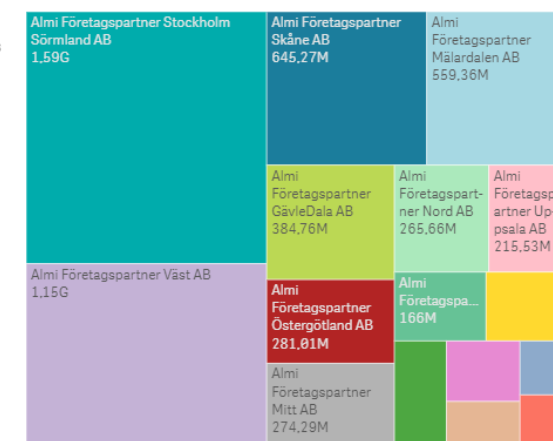 Almi Företagspartner Stockholm
Sörmland AB
1,59G
Almi Företagspartner
Skåne AB
645,27M
Almi
Företagspartner
Mälardalen AB
559,36M
Almi
Företagspartner
GävleDala AB
384,76M
Almi
Företagspart-
ner Nord AB
265,66M
Almi
Företagsp
artner Up-
psala AB
215,53M
Almi Företagspartner Väst AB
1,15G
Almi
Företagspartner
Östergötland AB
281,01M
Almi
Företagspa...
166M
Almi
Företagspartner
Mitt AB
274,29M